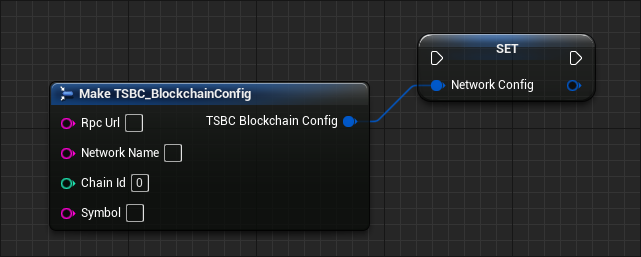 SET
Network Config
Make TSBC_BlockchainConfig
Rpc Url
TSBC Blockchain Config
Network Name
Chain Id 0
Symbol